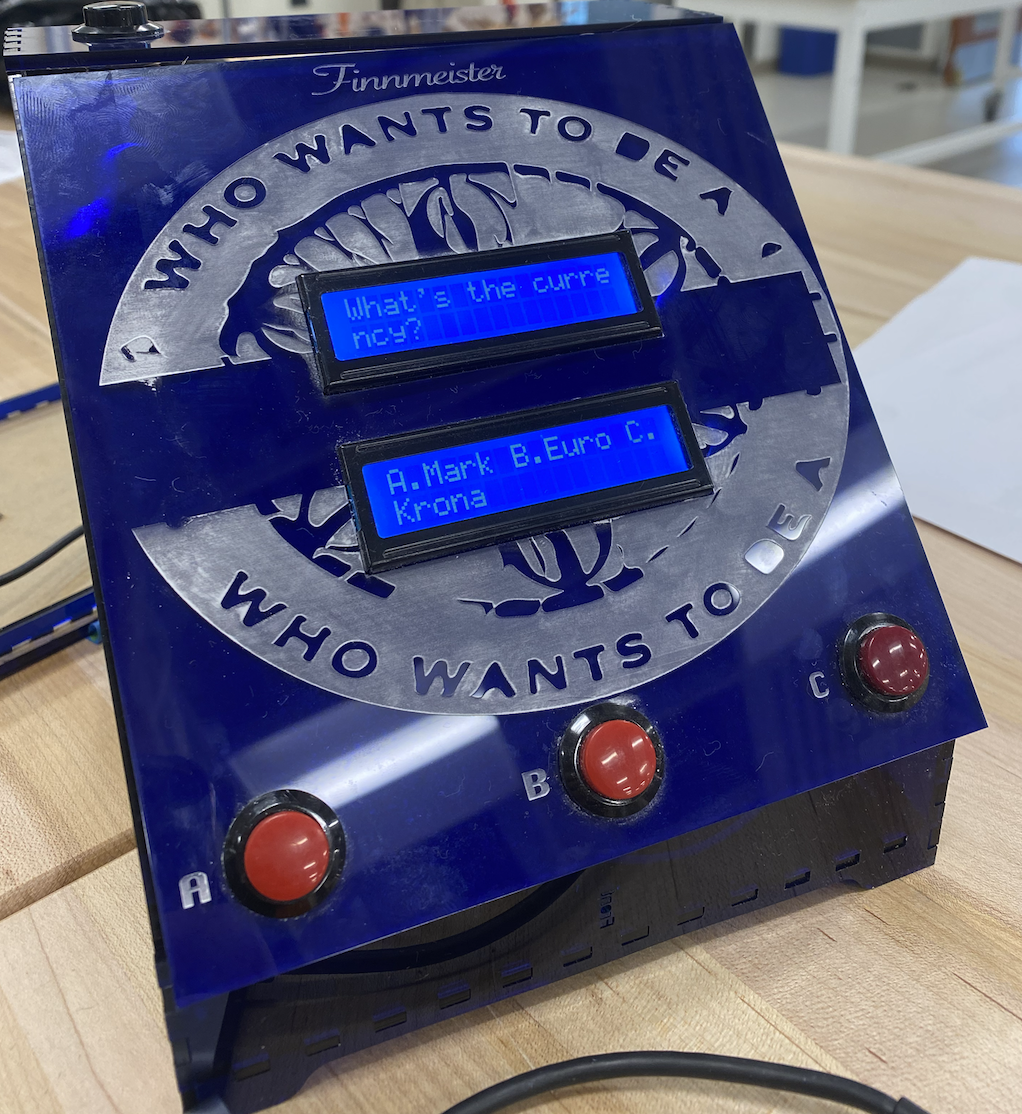 Finnmeister
WHO WANTS TO BE A
What's the curre
ncy?
A.Mark B.Euro C.
Krona
WHO WANTS TO BE A
C
B
A